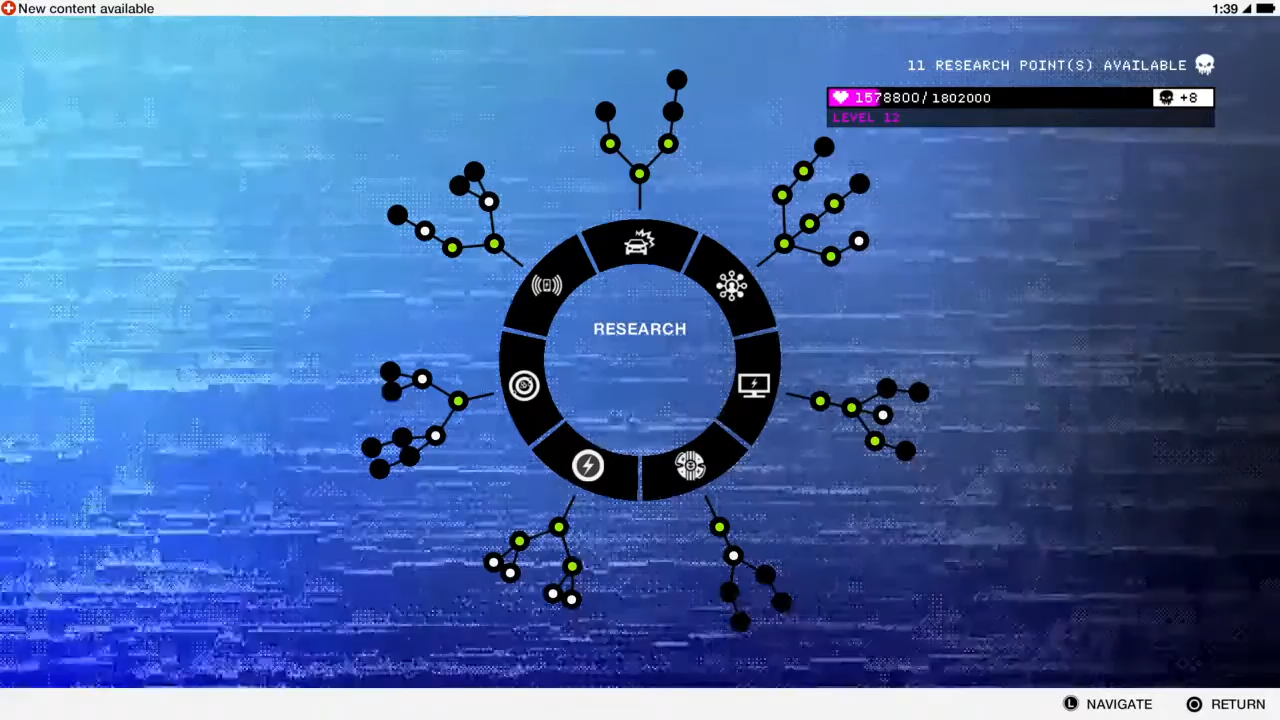 New content available
1:39
11 RESEARCH POINT(S) AVAILABLE
1578800/1802000
+8
LEVEL 12
RESEARCH
L NAVIGATE
RETURN